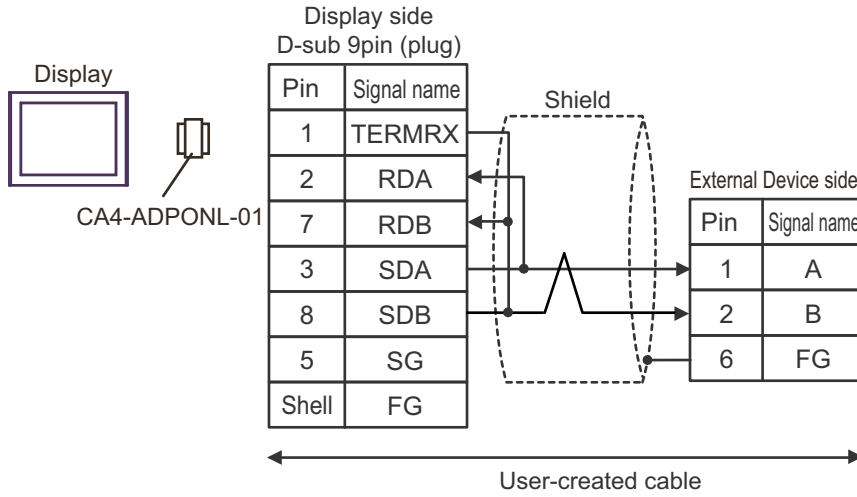 Display side
D-sub 9pin (plug)
Display
CA4-ADPONL-01
Pin Signal name
1 TERMRX
2 RDA
7 RDB
3 SDA
8 SDB
5 SG
Shell FG
Shield
External Device side
Pin Signal name
1 A
2 B
6 FG
User-created cable